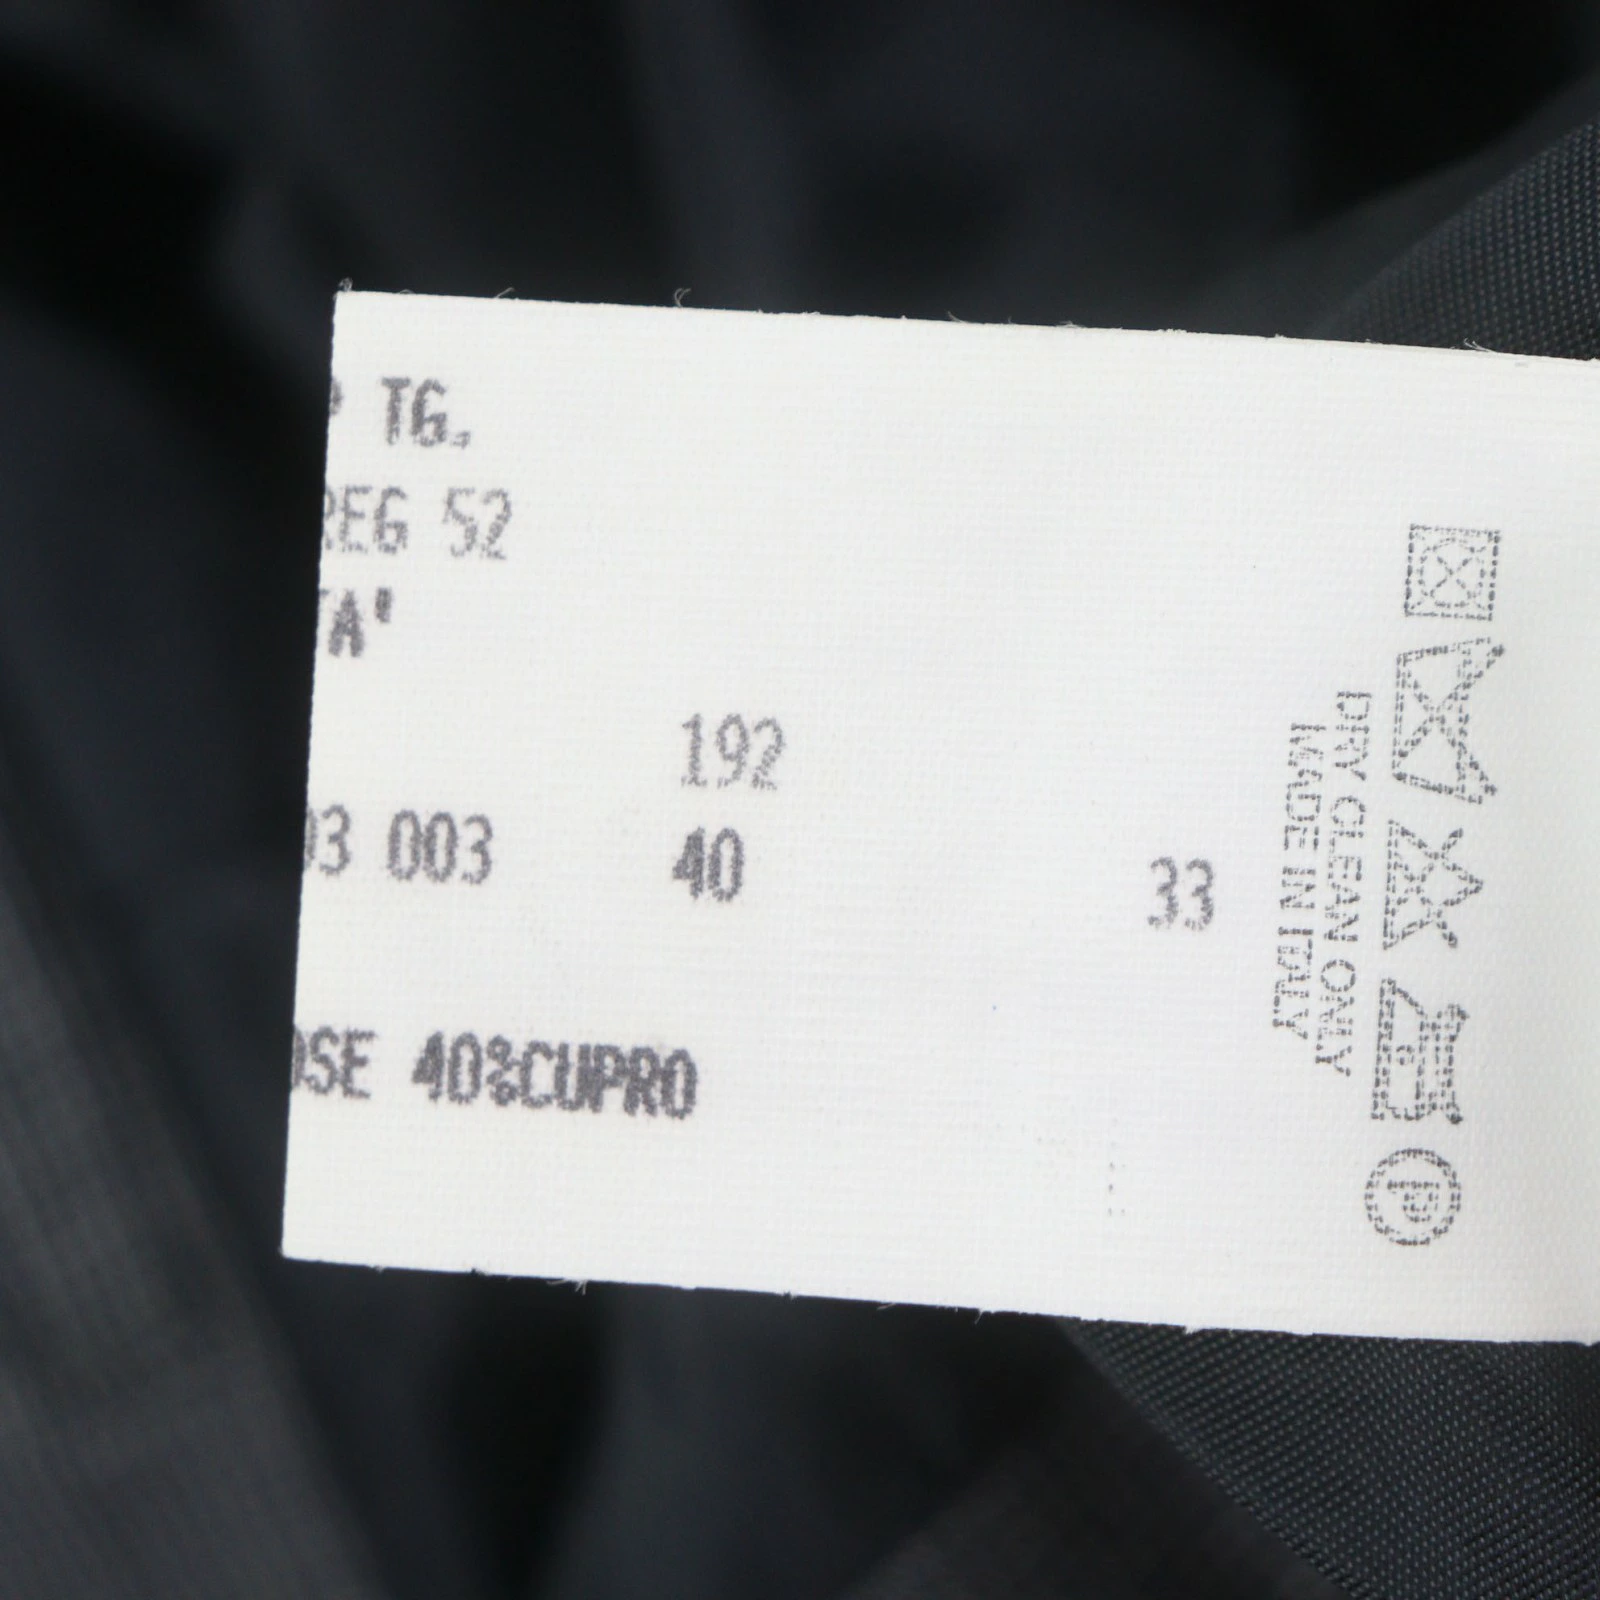 P TG.
REG 52
TA'
192
03 003 40 33
OSE 40%CUPRO
DRY CLEAN ONLY
MADE IN ITALY
P